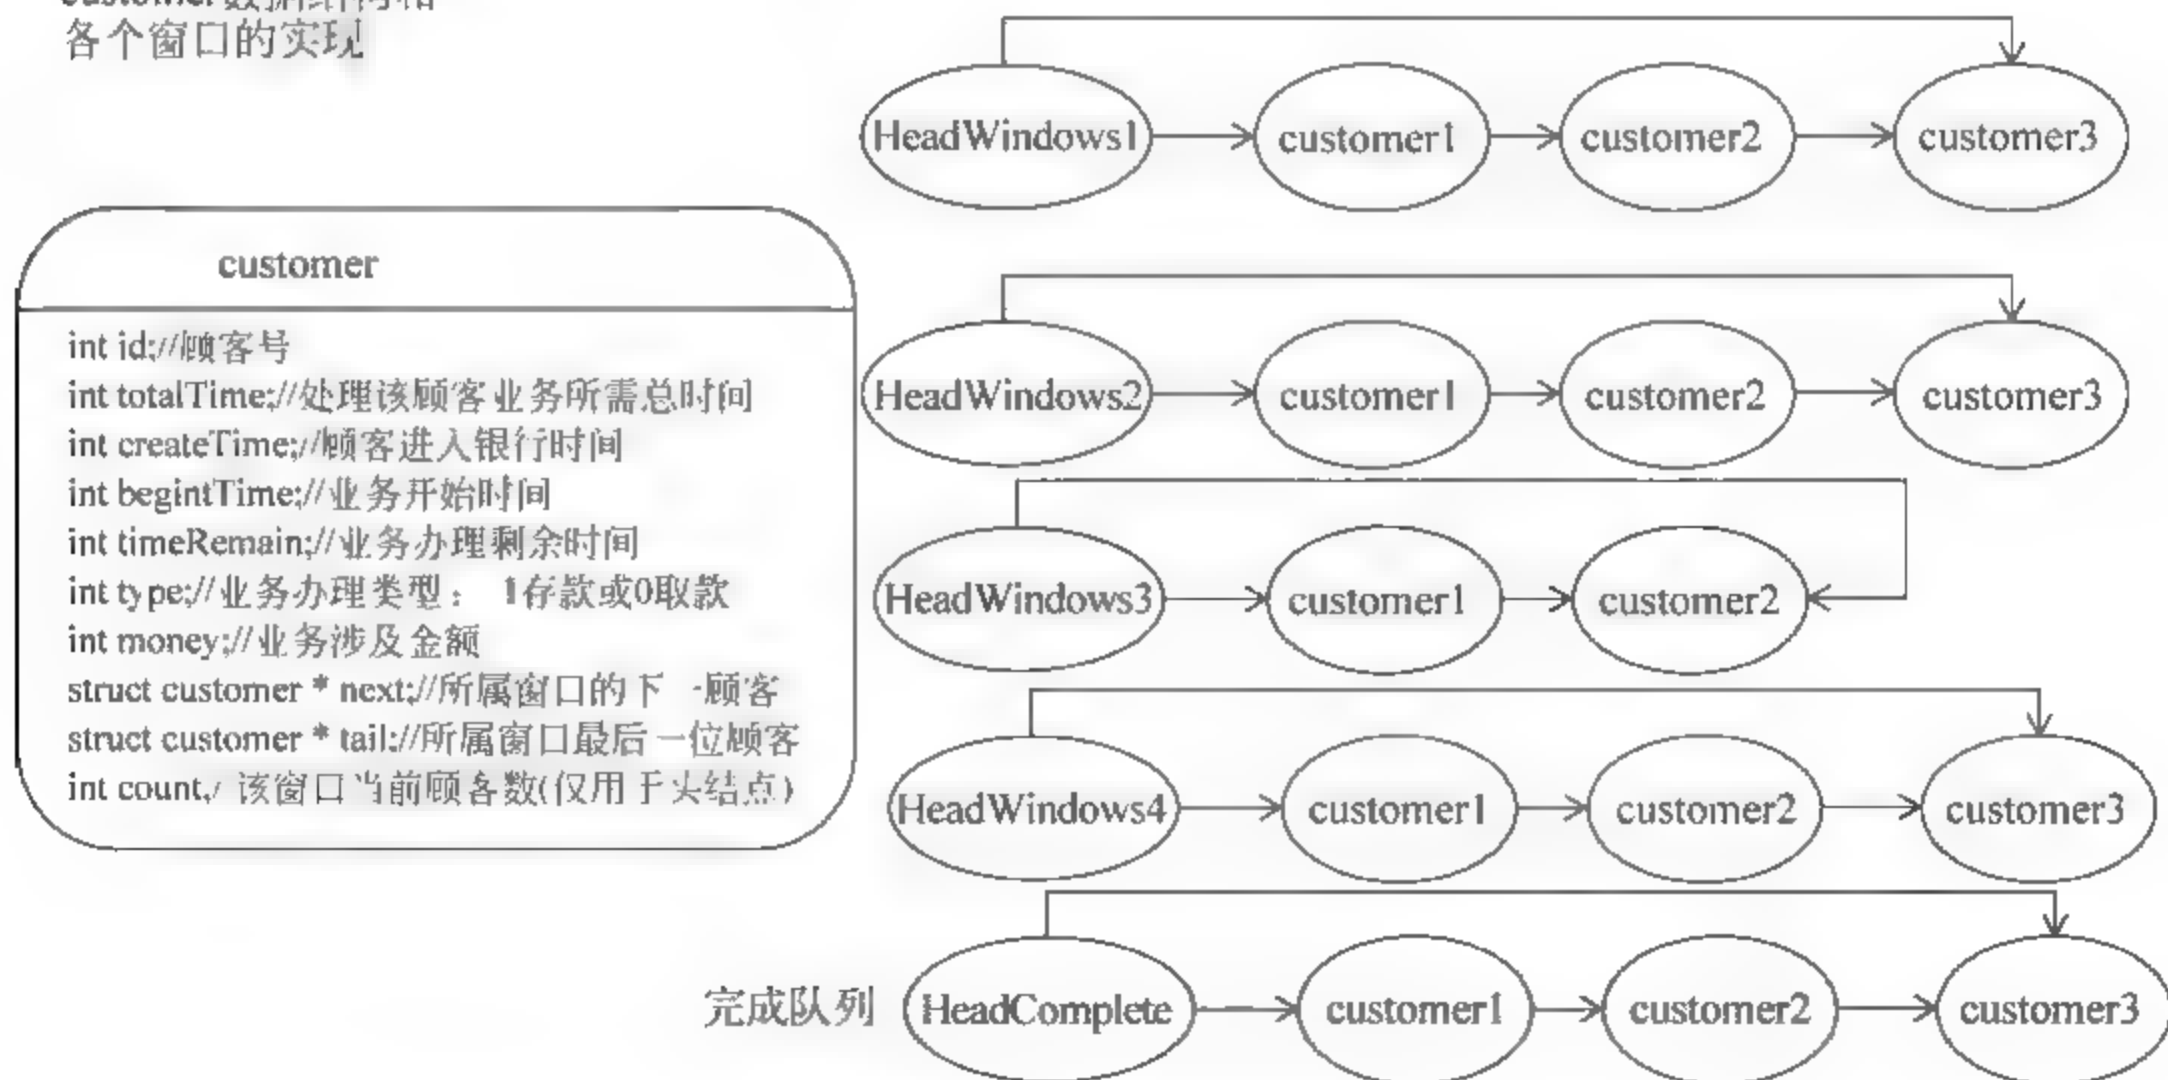 各个窗口的实现
customer
int id;//顾客号
int totalTime;//处理该顾客业务所需总时间
int createTime;//顾客进入银行时间
int begintTime;//业务开始时间
int timeRemain;//业务办理剩余时间
int type;//业务办理类型： 1存款或0取款
int money;//业务涉及金额
struct customer * next;//所属窗口的下一顾客
struct customer * tail;//所属窗口最后一位顾客
int count,/ 该窗口当前顾客数(仅用于头结点)
HeadWindows1 customer1 customer2 customer3
HeadWindows2 customer1 customer2 customer3
HeadWindows3 customer1 customer2
HeadWindows4 customer1 customer2 customer3
完成队列 HeadComplete customer1 customer2 customer3